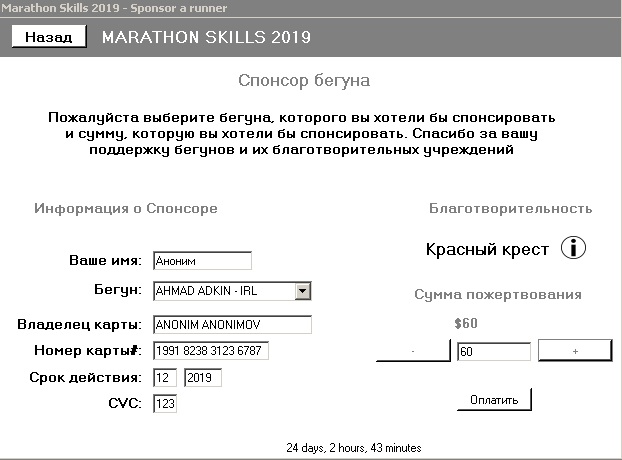 Marathon Skills 2019 - Sponsor a runner
Назад MARATHON SKILLS 2019
Спонсор бегуна
Пожалуйста выберите бегуна, которого вы хотели бы спонсировать
и сумму, которую вы хотели бы спонсировать. Спасибо за вашу
поддержку бегунов и их благотворительных учреждений
Информация о Спонсоре
Ваше имя: Аноним
Бегун: AHMAD ADKIN - IRL
Владелец карты: ANONIM ANONIMOV
Номер карты#: 1991 8238 3123 6787
Срок действия: 12 2019
CVC: 123
Благотворительность
Красный крест i
Сумма пожертвования
$60
- 60 +
Оплатить
24 days, 2 hours, 43 minutes